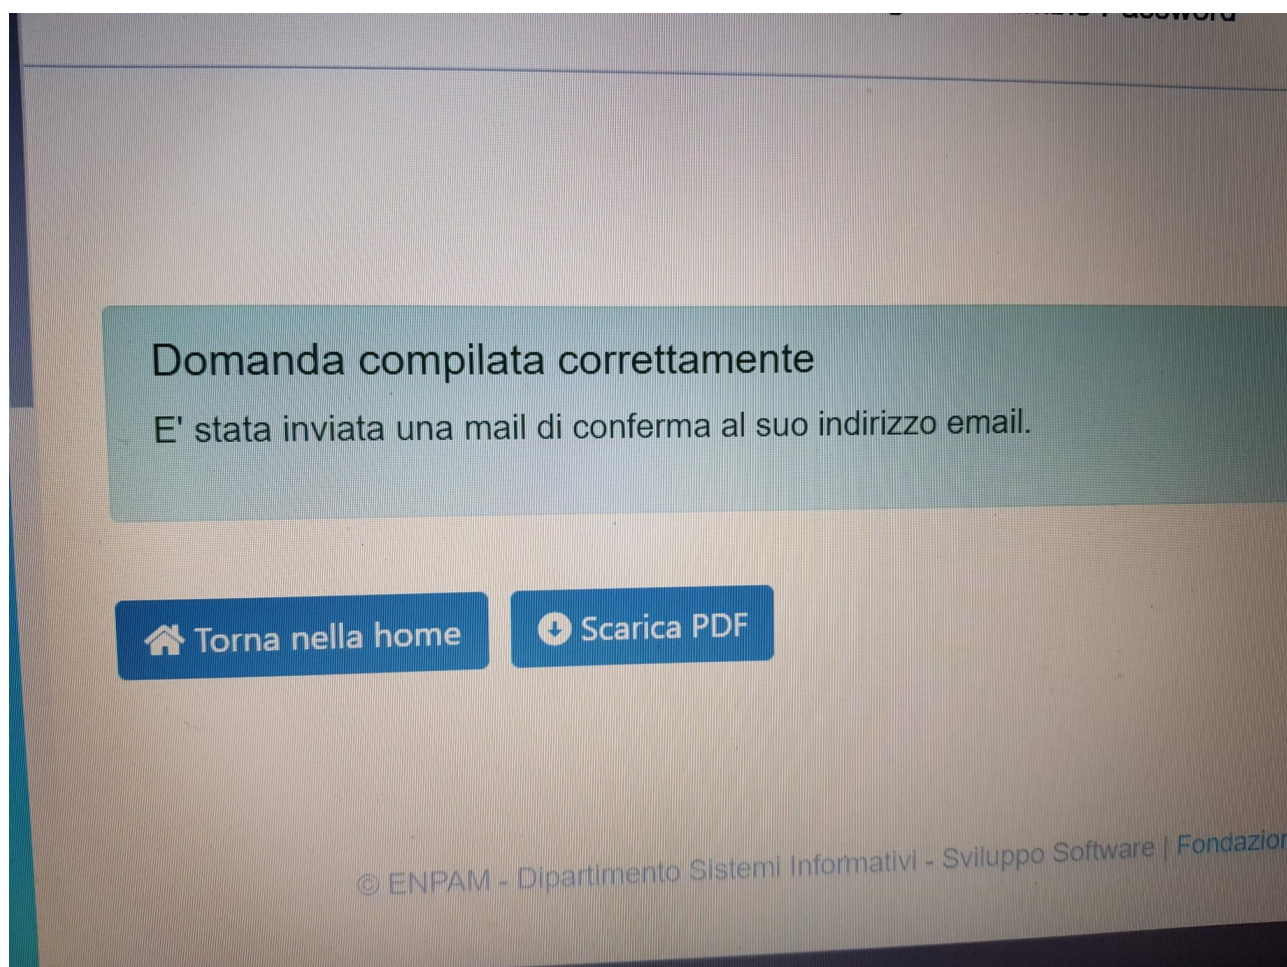 Password
Domanda compilata correttamente
E' stata inviata una mail di conferma al suo indirizzo email.
Torna nella home
Scarica PDF
© ENPAM - Dipartimento Sistemi Informativi - Sviluppo Software |